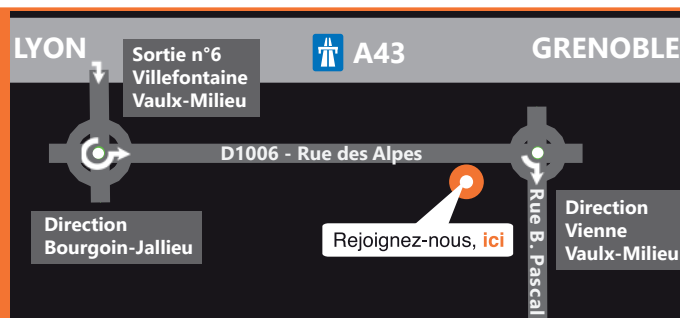 LYON
Sortie n°6
Villefontaine
Vaulx-Milieu
A43
GRENOBLE
D1006 - Rue des Alpes
Direction
Bourgoin-Jallieu
Rejoignez-nous, ici
Rue B. Pascal
Direction
Vienne
Vaulx-Milieu